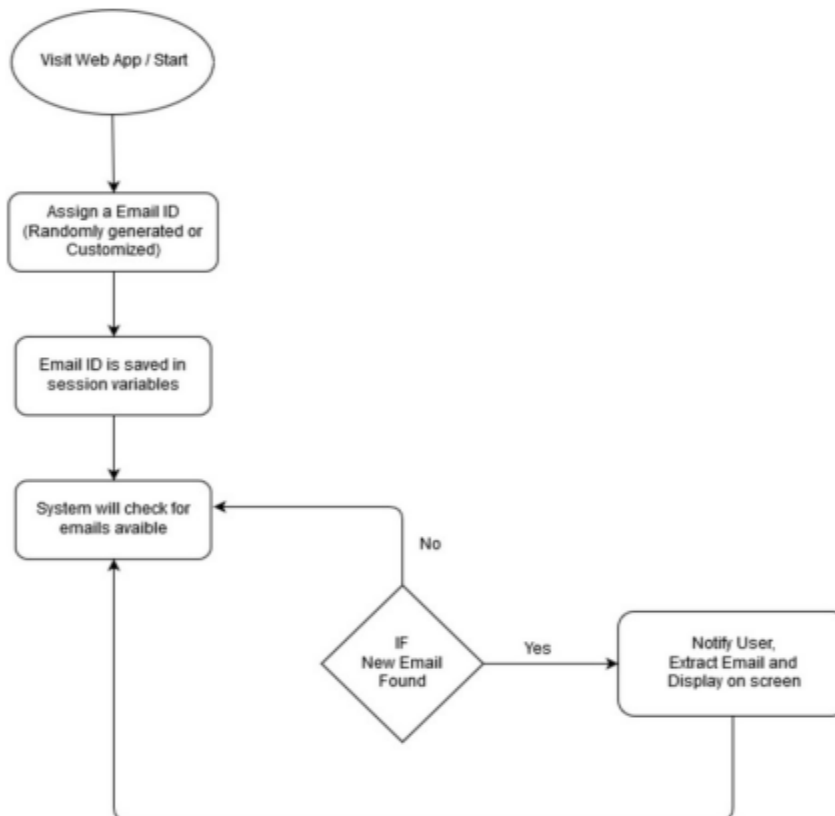 Visit Web App / Start
Assign a Email ID
(Randomly generated or
Customized)
Email ID is saved in
session variables
System will check for
emails avaible
No
IF
New Email
Found
Yes
Notify User,
Extract Email and
Display on screen